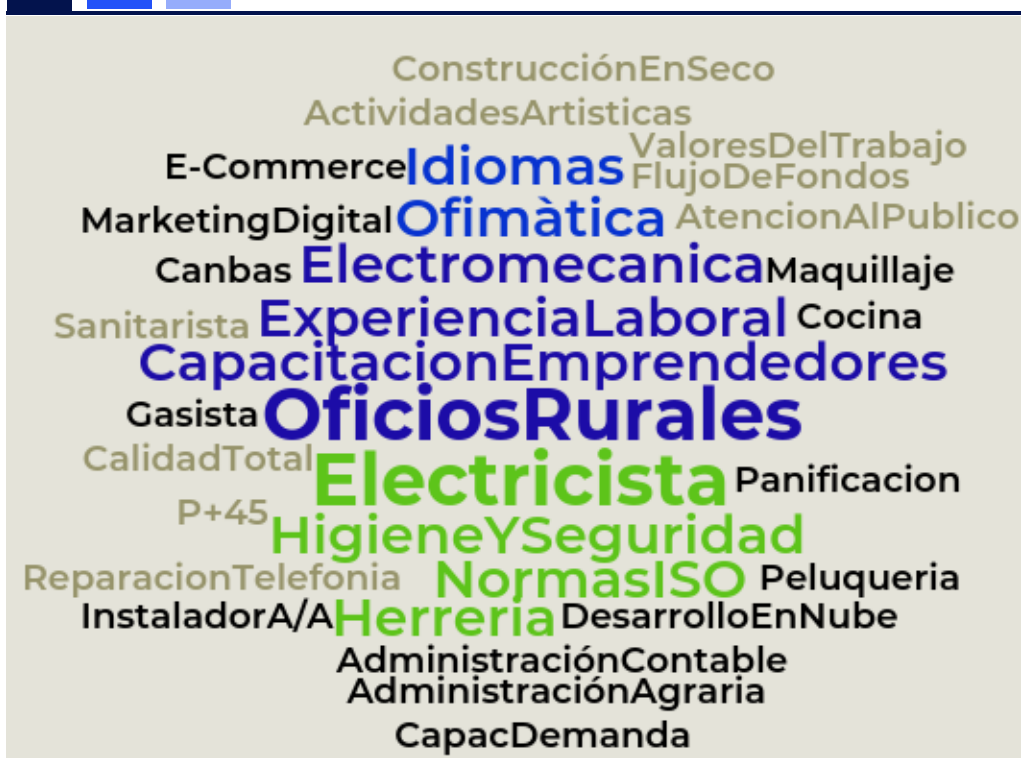 ConstrucciónEnSeco
ActividadesArtisticas
ValoresDelTrabajo
E-Commerce Idiomas FlujoDeFondos
MarketingDigital Ofimàtica AtencionAlPublico
Canbas Electromecanica Maquillaje
Sanitarista ExperienciaLaboral Cocina
CapacitacionEmprendedores
Gasista OficiosRurales
CalidadTotal Electricista Panificacion
P+45 HigieneYSeguridad
ReparacionTelefonia NormasISO Peluqueria
InstaladorA/A Herreria DesarrolloEnNube
AdministraciónContable
AdministraciónAgraria
CapacDemanda